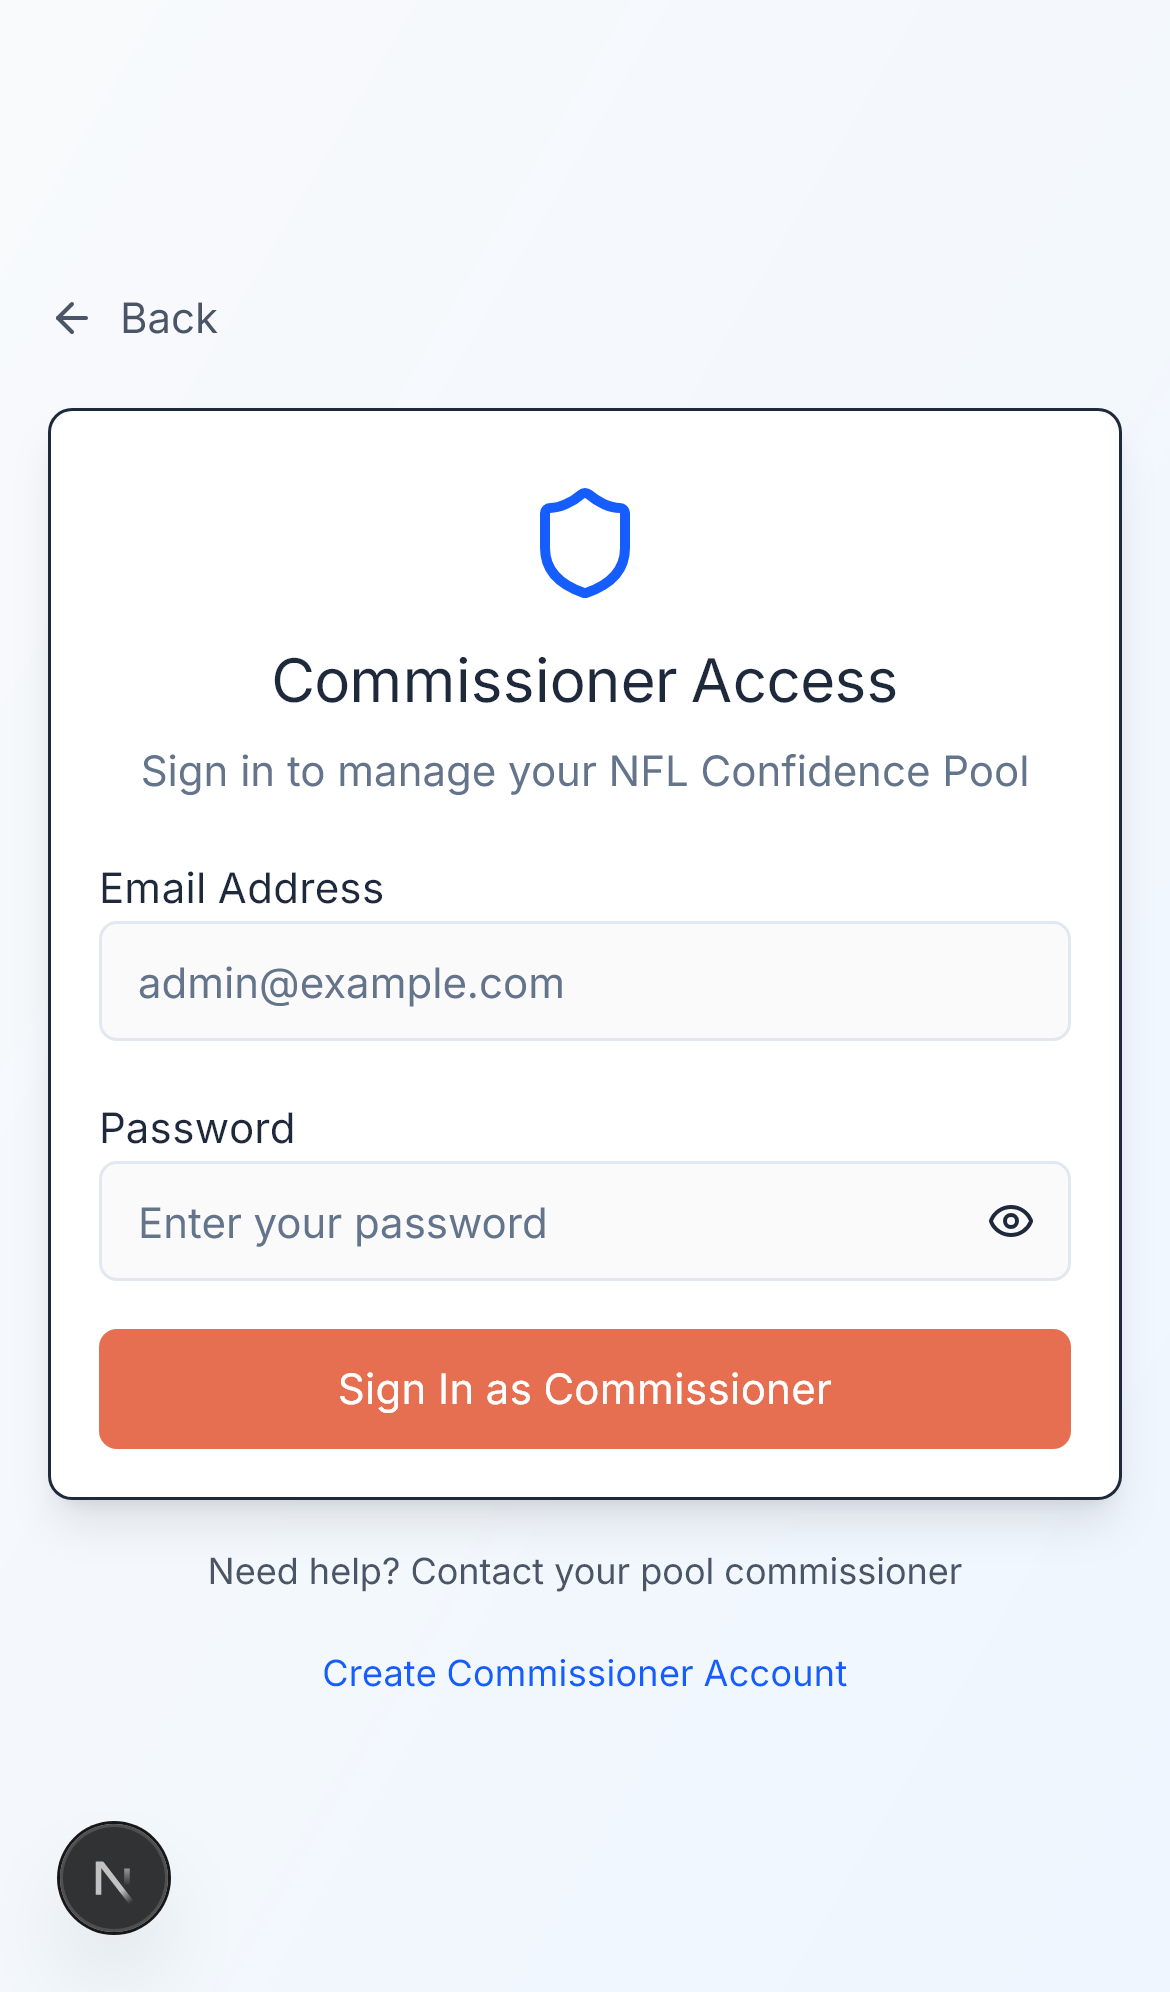 Back
Commissioner Access
Sign in to manage your NFL Confidence Pool
Email Address
admin@example.com
Password
Enter your password
Sign In as Commissioner
Need help? Contact your pool commissioner
Create Commissioner Account
N